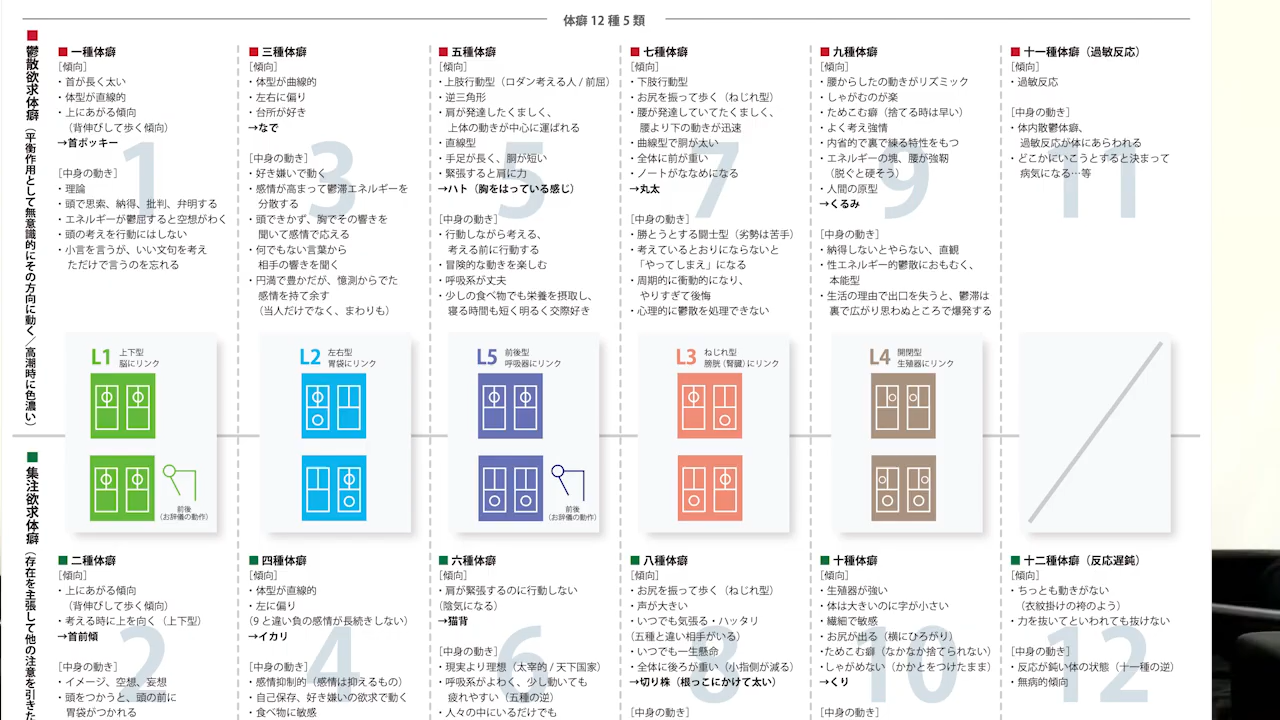 体癖 12 種 5 類
鬱散欲求体癖（平衡作用として無意識的にその方向に動く／高潮時に色濃い）
一種体癖
［傾向］
・首が長く太い
・体型が直線的
・上にあがる傾向
（背伸びして歩く傾向）
→首ポッキー
1
［中身の動き］
・理論
・頭で思索、納得、批判、弁明する
・エネルギーが鬱屈すると空想がわく
・頭の考えを行動にはしない
・小言を言うが、いい文句を考え
ただけで言うのを忘れる
三種体癖
［傾向］
・体型が曲線的
・左右に偏り
・台所が好き
→なで
3
［中身の動き］
・好き嫌いで動く
・感情が高まって鬱滞エネルギーを
分散する
・頭できかず、胸でその響きを
聞いて感情で応える
・何でもない言葉から
相手の響きを聞く
・円満で豊かだが、憶測からでた
感情を持て余す
（当人だけでなく、まわりも）
五種体癖
［傾向］
・上肢行動型（ロダン考える人 / 前屈）
・逆三角形
・肩が発達したたくましく、
上体の動きが中心に運ばれる
・直線型
・手足が長く、胴が短い
・緊張すると肩に力
→ハト（胸をはっている感じ）
5
［中身の動き］
・行動しながら考える、
考える前に行動する
・冒険的な動きを楽しむ
・呼吸系が丈夫
・少しの食べ物でも栄養を摂取し、
寝る時間も短く明るく交際好き
七種体癖
［傾向］
・下肢行動型
・お尻を振って歩く（ねじれ型）
・腰が発達していてたくましく、
腰より下の動きが迅速
・曲線型で胴が太い
・全体に前が重い
・ノートがななめになる
→丸太
7
［中身の動き］
・勝とうとする闘士型（劣勢は苦手）
・考えているとおりにならないと
「やってしまえ」になる
・周期的に衝動的になり、
やりすぎて後悔
・心理的に鬱散を処理できない
九種体癖
［傾向］
・腰からしたの動きがリズミック
・しゃがむのが楽
・ためこむ癖（捨てる時は早い）
・よく考え強情
・内省的で裏で練る特性をもつ
・エネルギーの塊、腰が強靭
（脱ぐと硬そう）
・人間の原型
→くるみ
9
［中身の動き］
・納得しないとやらない、直観
・性エネルギー的鬱散におもむく、
本能型
・生活の理由で出口を失うと、鬱滞は
裏で広がり思わぬところで爆発する
十一種体癖（過敏反応）
［傾向］
・過敏反応
［中身の動き］
・体内散鬱体癖、
過敏反応が体にあらわれる
・どこかにいこうとすると決まって
病気になる…等
11
L1 上下型
脳にリンク
前後
（お辞儀の動作）
L2 左右型
胃袋にリンク
L5 前後型
呼吸器にリンク
前後
（お辞儀の動作）
L3 ねじれ型
膀胱（腎臓）にリンク
L4 開閉型
生殖器にリンク
集注欲求体癖（存在を主張して他の注意を引きた
二種体癖
［傾向］
・上にあがる傾向
（背伸びして歩く傾向）
・考える時に上を向く（上下型）
→首前傾
2
［中身の動き］
・イメージ、空想、妄想
・頭をつかうと、頭の前に
胃袋がつかれる
四種体癖
［傾向］
・体型が直線的
・左に偏り
（9 と違い負の感情が長続きしない）
→イカリ
4
［中身の動き］
・感情抑制的（感情は抑えるもの）
・自己保存、好き嫌いの欲求で動く
・食べ物に敏感
六種体癖
［傾向］
・肩が緊張するのに行動しない
（陰気になる）
→猫背
6
［中身の動き］
・現実より理想（太宰的 / 天下国家）
・呼吸系がよわく、少し動いても
疲れやすい（五種の逆）
・人々の中にいるだけでも
八種体癖
［傾向］
・お尻を振って歩く（ねじれ型）
・声が大きい
・いつでも気張る・ハッタリ
（五種と違い相手がいる）
・いつでも一生懸命
・全体に後ろが重い（小指側が減る）
→切り株（根っこにかけて太い）
8
［中身の動き］
十種体癖
［傾向］
・生殖器が強い
・体は大きいのに字が小さい
・繊細で敏感
・お尻が出る（横にひろがり）
・ためこむ癖（なかなか捨てられない）
・しゃがめない（かかとをつけたまま）
→くり
10
［中身の動き］
十二種体癖（反応遅鈍）
［傾向］
・ちっとも動きがない
（衣紋掛けの袴のよう）
・力を抜いてといわれても抜けない
12
［中身の動き］
・反応が鈍い体の状態（十一種の逆）
・無病的傾向